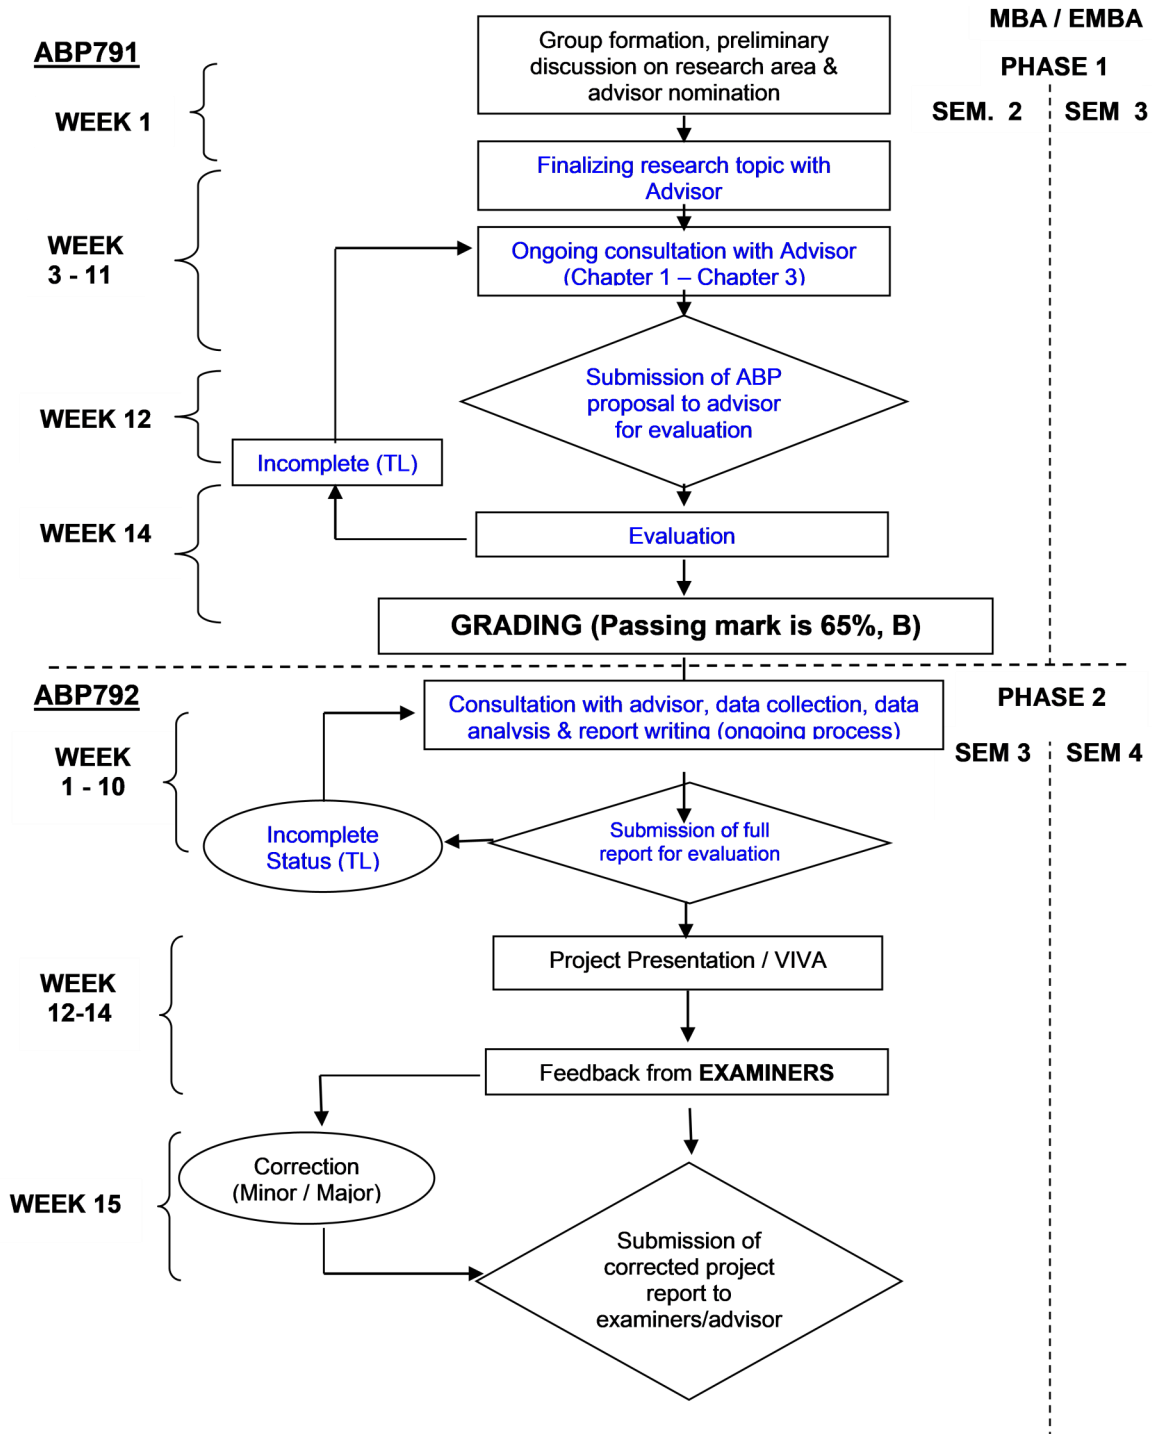 MBA / EMBA
ABP791
Group formation, preliminary
discussion on research area &
advisor nomination
PHASE 1
WEEK 1
SEM. 2
SEM 3
Finalizing research topic with
Advisor
WEEK
3 - 11
Ongoing consultation with Advisor
(Chapter 1 – Chapter 3)
Submission of ABP
proposal to advisor
for evaluation
WEEK 12
Incomplete (TL)
WEEK 14
Evaluation
GRADING (Passing mark is 65%, B)
ABP792
PHASE 2
Consultation with advisor, data collection, data
analysis & report writing (ongoing process)
SEM 3
SEM 4
WEEK
1 - 10
Incomplete
Status (TL)
Submission of full
report for evaluation
Project Presentation / VIVA
WEEK
12-14
Feedback from EXAMINERS
Correction
(Minor / Major)
WEEK 15
Submission of
corrected project
report to
examiners/advisor